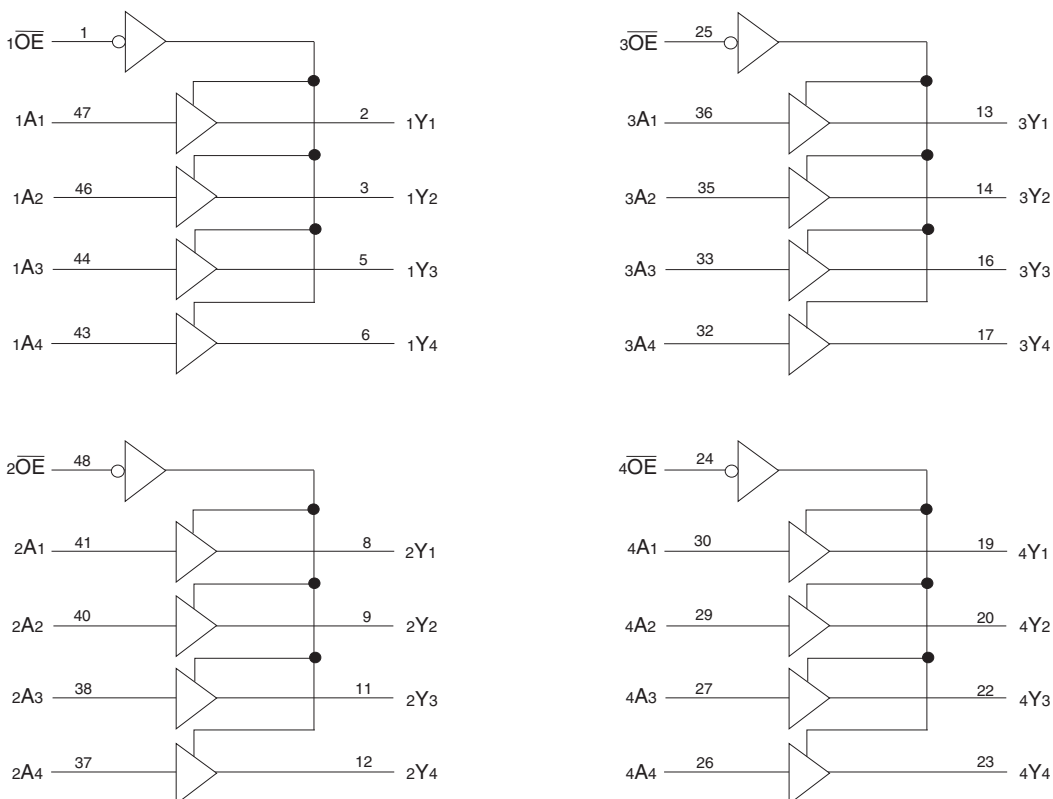 1OE 1
1A1 47 2 1Y1
1A2 46 3 1Y2
1A3 44 5 1Y3
1A4 43 6 1Y4
3OE 25
3A1 36 13 3Y1
3A2 35 14 3Y2
3A3 33 16 3Y3
3A4 32 17 3Y4
2OE 48
2A1 41 8 2Y1
2A2 40 9 2Y2
2A3 38 11 2Y3
2A4 37 12 2Y4
4OE 24
4A1 30 19 4Y1
4A2 29 20 4Y2
4A3 27 22 4Y3
4A4 26 23 4Y4